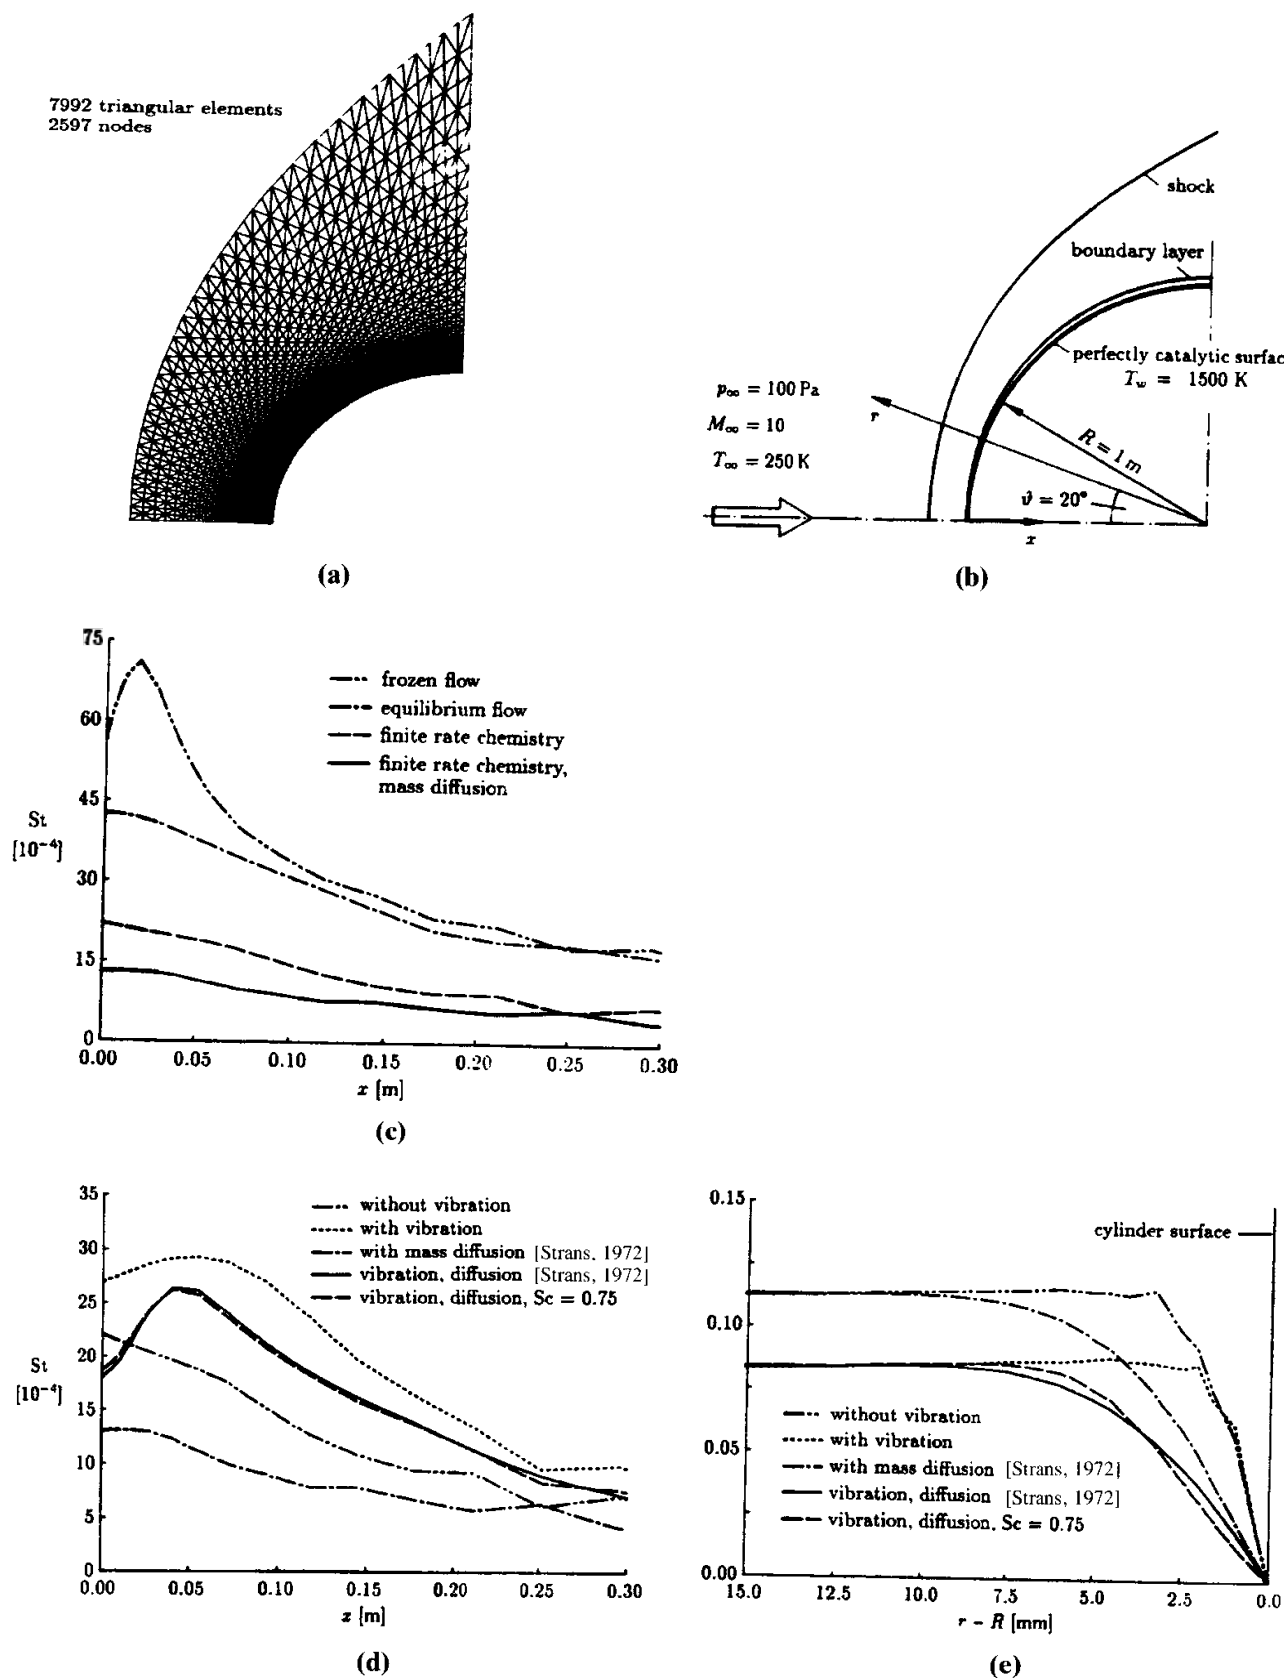 7992 triangular elements
2597 nodes
(a)
shock
boundary layer
perfectly catalytic surfac
T_w = 1500 K
p_∞ = 100 Pa
M_∞ = 10
T_∞ = 250 K
r
R = 1 m
ϑ = 20°
x
(b)
75
60
45
30
15
0
St
[10⁻⁴]
frozen flow
equilibrium flow
finite rate chemistry
finite rate chemistry,
mass diffusion
0.00 0.05 0.10 0.15 0.20 0.25 0.30
x [m]
(c)
35
30
25
20
15
10
5
0
St
[10⁻⁴]
without vibration
with vibration
with mass diffusion [Strans, 1972]
vibration, diffusion [Strans, 1972]
vibration, diffusion, Sc = 0.75
0.00 0.05 0.10 0.15 0.20 0.25 0.30
x [m]
(d)
0.15
0.10
0.05
0.00
cylinder surface
without vibration
with vibration
with mass diffusion [Strans, 1972]
vibration, diffusion [Strans, 1972]
vibration, diffusion, Sc = 0.75
15.0 12.5 10.0 7.5 5.0 2.5 0.0
r − R [mm]
(e)